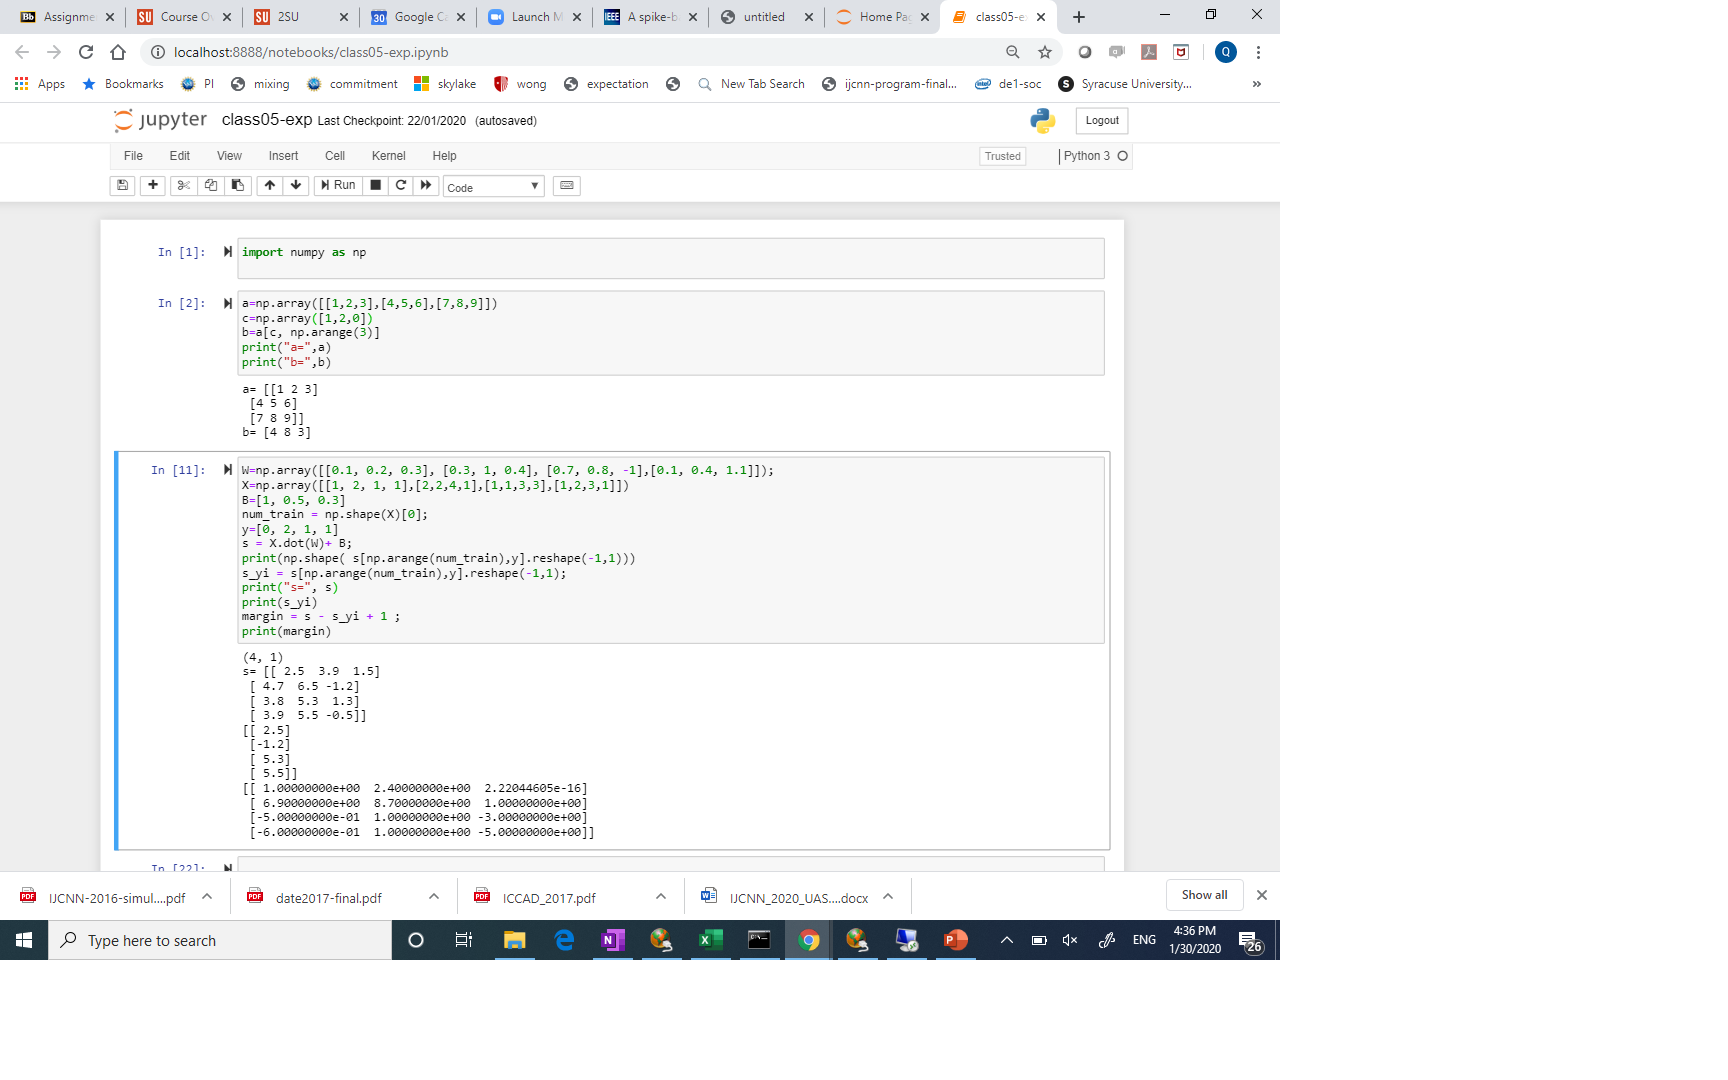 Assignme
Course Ov
2SU
Google Ca
Launch M
A spike-b
untitled
Home Pag
class05-e
localhost:8888/notebooks/class05-exp.ipynb
Apps Bookmarks PI mixing commitment skylake wong expectation New Tab Search ijcnn-program-final... de1-soc Syracuse University... »
jupyter class05-exp Last Checkpoint: 22/01/2020 (autosaved)
Logout
File Edit View Insert Cell Kernel Help
Trusted Python 3
Run Code
In [1]: import numpy as np
In [2]: a=np.array([[1,2,3],[4,5,6],[7,8,9]])
c=np.array([1,2,0])
b=a[c, np.arange(3)]
print("a=",a)
print("b=",b)
a= [[1 2 3]
[4 5 6]
[7 8 9]]
b= [4 8 3]
In [11]: W=np.array([[0.1, 0.2, 0.3], [0.3, 1, 0.4], [0.7, 0.8, -1],[0.1, 0.4, 1.1]]);
X=np.array([[1, 2, 1, 1],[2,2,4,1],[1,1,3,3],[1,2,3,1]])
B=[1, 0.5, 0.3]
num_train = np.shape(X)[0];
y=[0, 2, 1, 1]
s = X.dot(W)+ B;
print(np.shape( s[np.arange(num_train),y].reshape(-1,1)))
s_yi = s[np.arange(num_train),y].reshape(-1,1);
print("s=", s)
print(s_yi)
margin = s - s_yi + 1 ;
print(margin)
(4, 1)
s= [[ 2.5 3.9 1.5]
[ 4.7 6.5 -1.2]
[ 3.8 5.3 1.3]
[ 3.9 5.5 -0.5]]
[[ 2.5]
[-1.2]
[ 5.3]
[ 5.5]]
[[ 1.00000000e+00 2.40000000e+00 2.22044605e-16]
[ 6.90000000e+00 8.70000000e+00 1.00000000e+00]
[-5.00000000e-01 1.00000000e+00 -3.00000000e+00]
[-6.00000000e-01 1.00000000e+00 -5.00000000e+00]]
In [22]:
IJCNN-2016-simul....pdf
date2017-final.pdf
ICCAD_2017.pdf
IJCNN_2020_UAS....docx
Show all
Type here to search
ENG
4:36 PM
1/30/2020
26